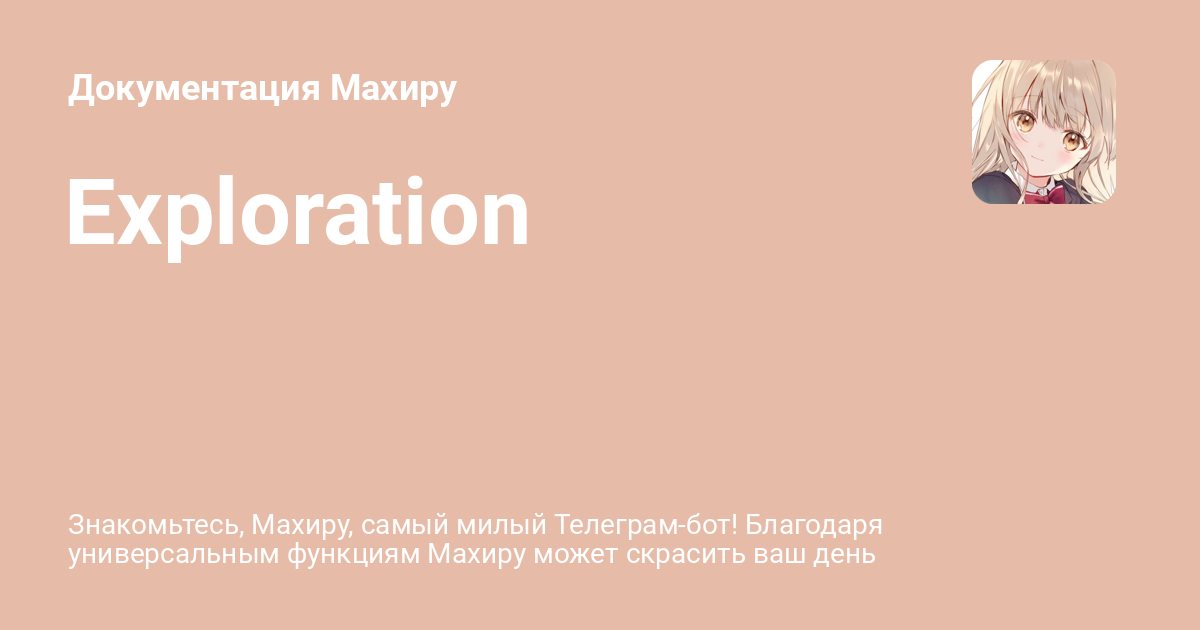 Документация Махиру
Exploration
Знакомьтесь, Махиру, самый милый Телеграм-бот! Благодаря
универсальным функциям Махиру может скрасить ваш день